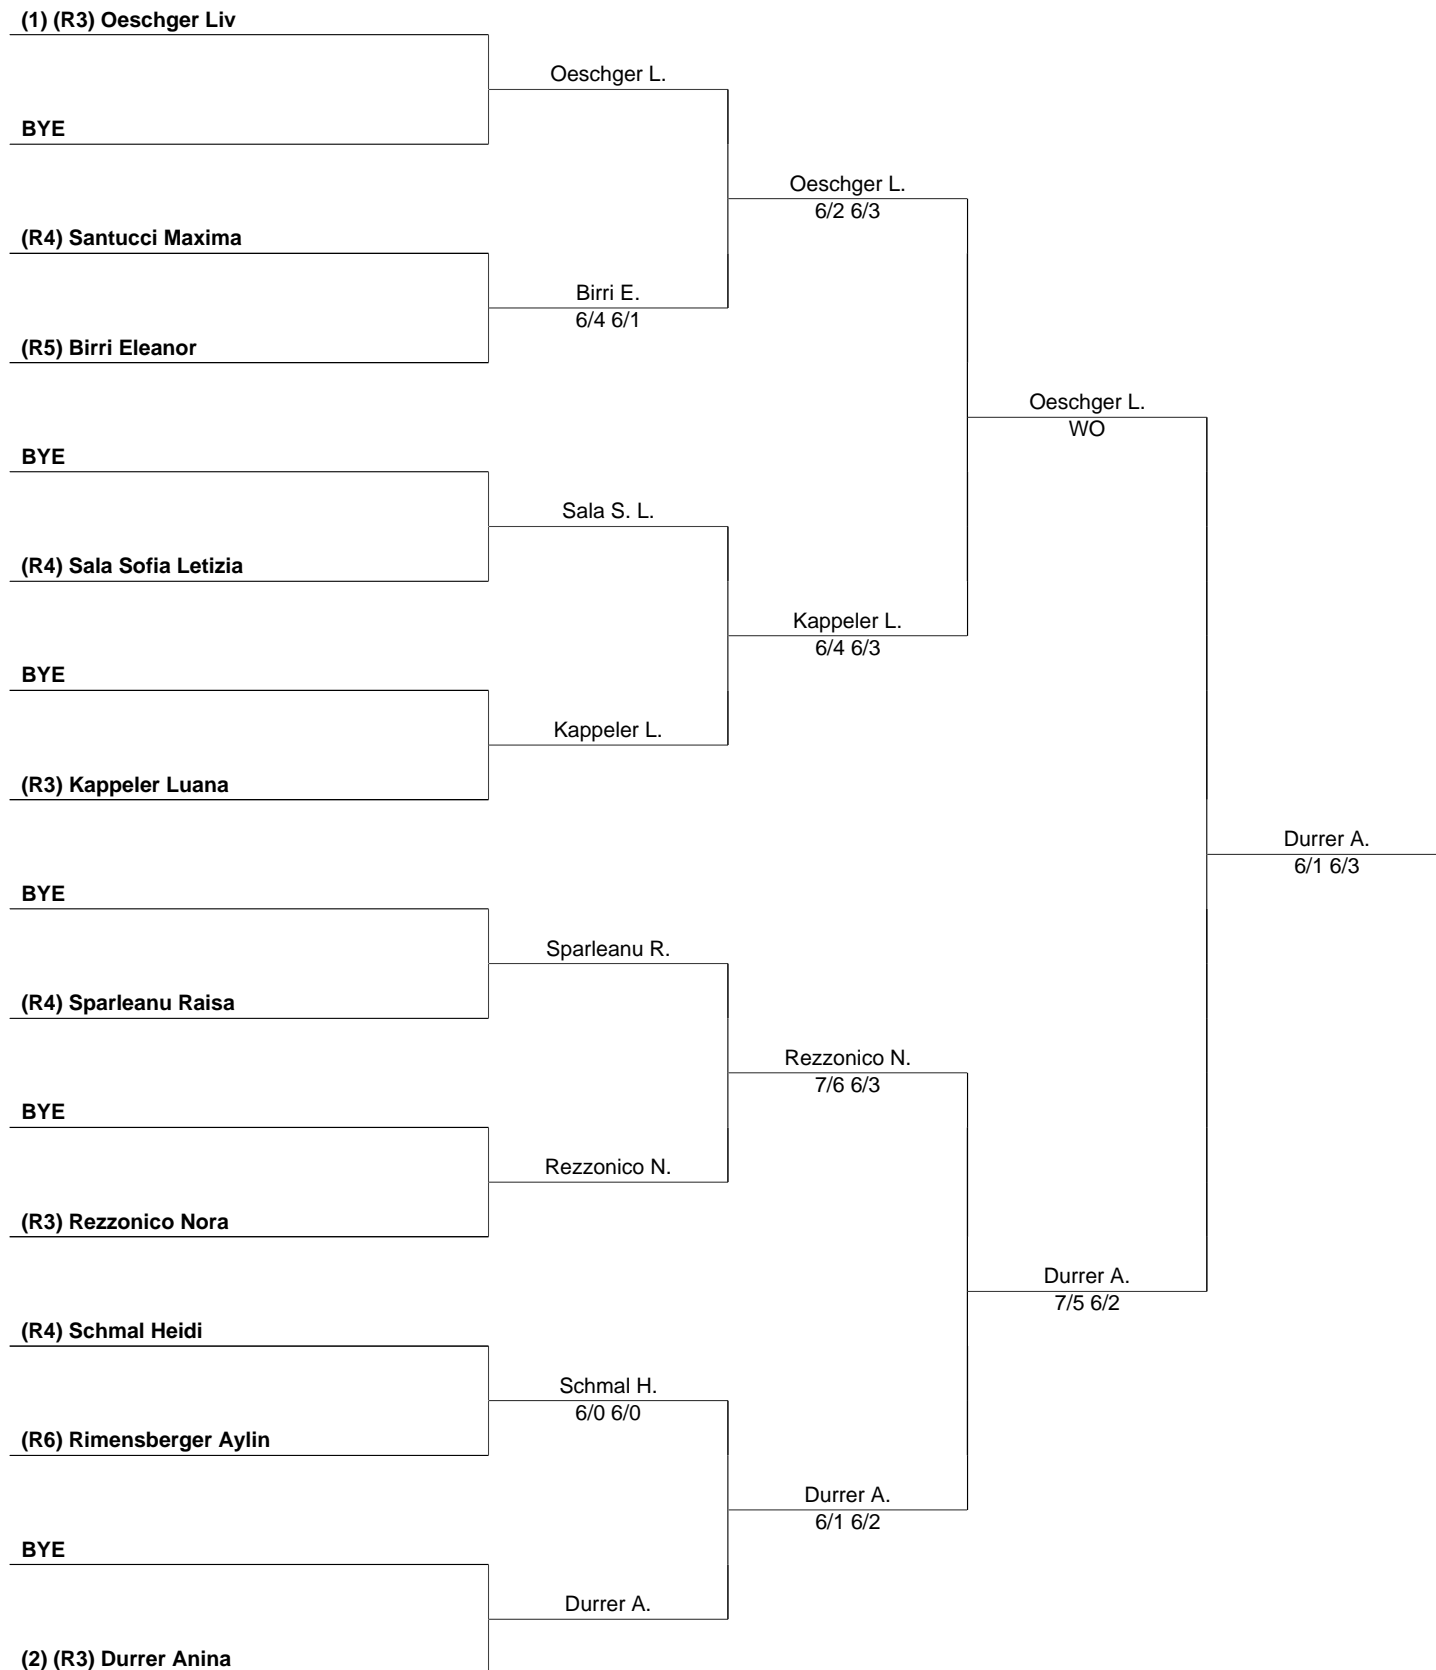 (1) (R3) Oeschger Liv
Oeschger L.
BYE
Oeschger L.
6/2 6/3
(R4) Santucci Maxima
Birri E.
6/4 6/1
(R5) Birri Eleanor
Oeschger L.
WO
BYE
Sala S. L.
(R4) Sala Sofia Letizia
Kappeler L.
6/4 6/3
BYE
Kappeler L.
(R3) Kappeler Luana
Durrer A.
6/1 6/3
BYE
Sparleanu R.
(R4) Sparleanu Raisa
Rezzonico N.
7/6 6/3
BYE
Rezzonico N.
(R3) Rezzonico Nora
Durrer A.
7/5 6/2
(R4) Schmal Heidi
Schmal H.
6/0 6/0
(R6) Rimensberger Aylin
Durrer A.
6/1 6/2
BYE
Durrer A.
(2) (R3) Durrer Anina